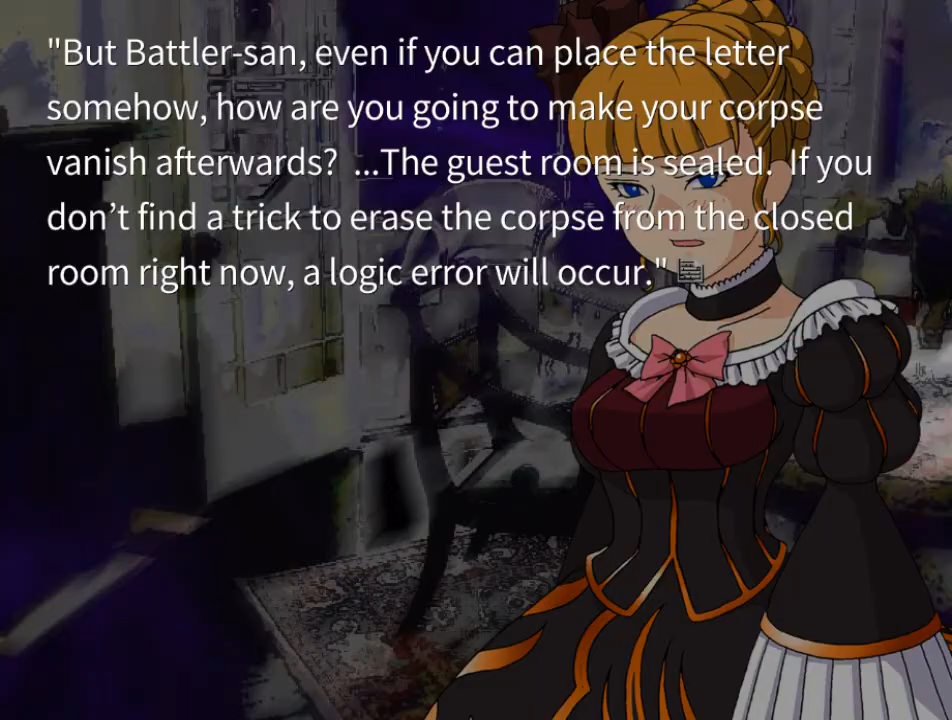 "But Battler-san, even if you can place the letter
somehow, how are you going to make your corpse
vanish afterwards?  ...The guest room is sealed.  If you
don’t find a trick to erase the corpse from the closed
room right now, a logic error will occur."